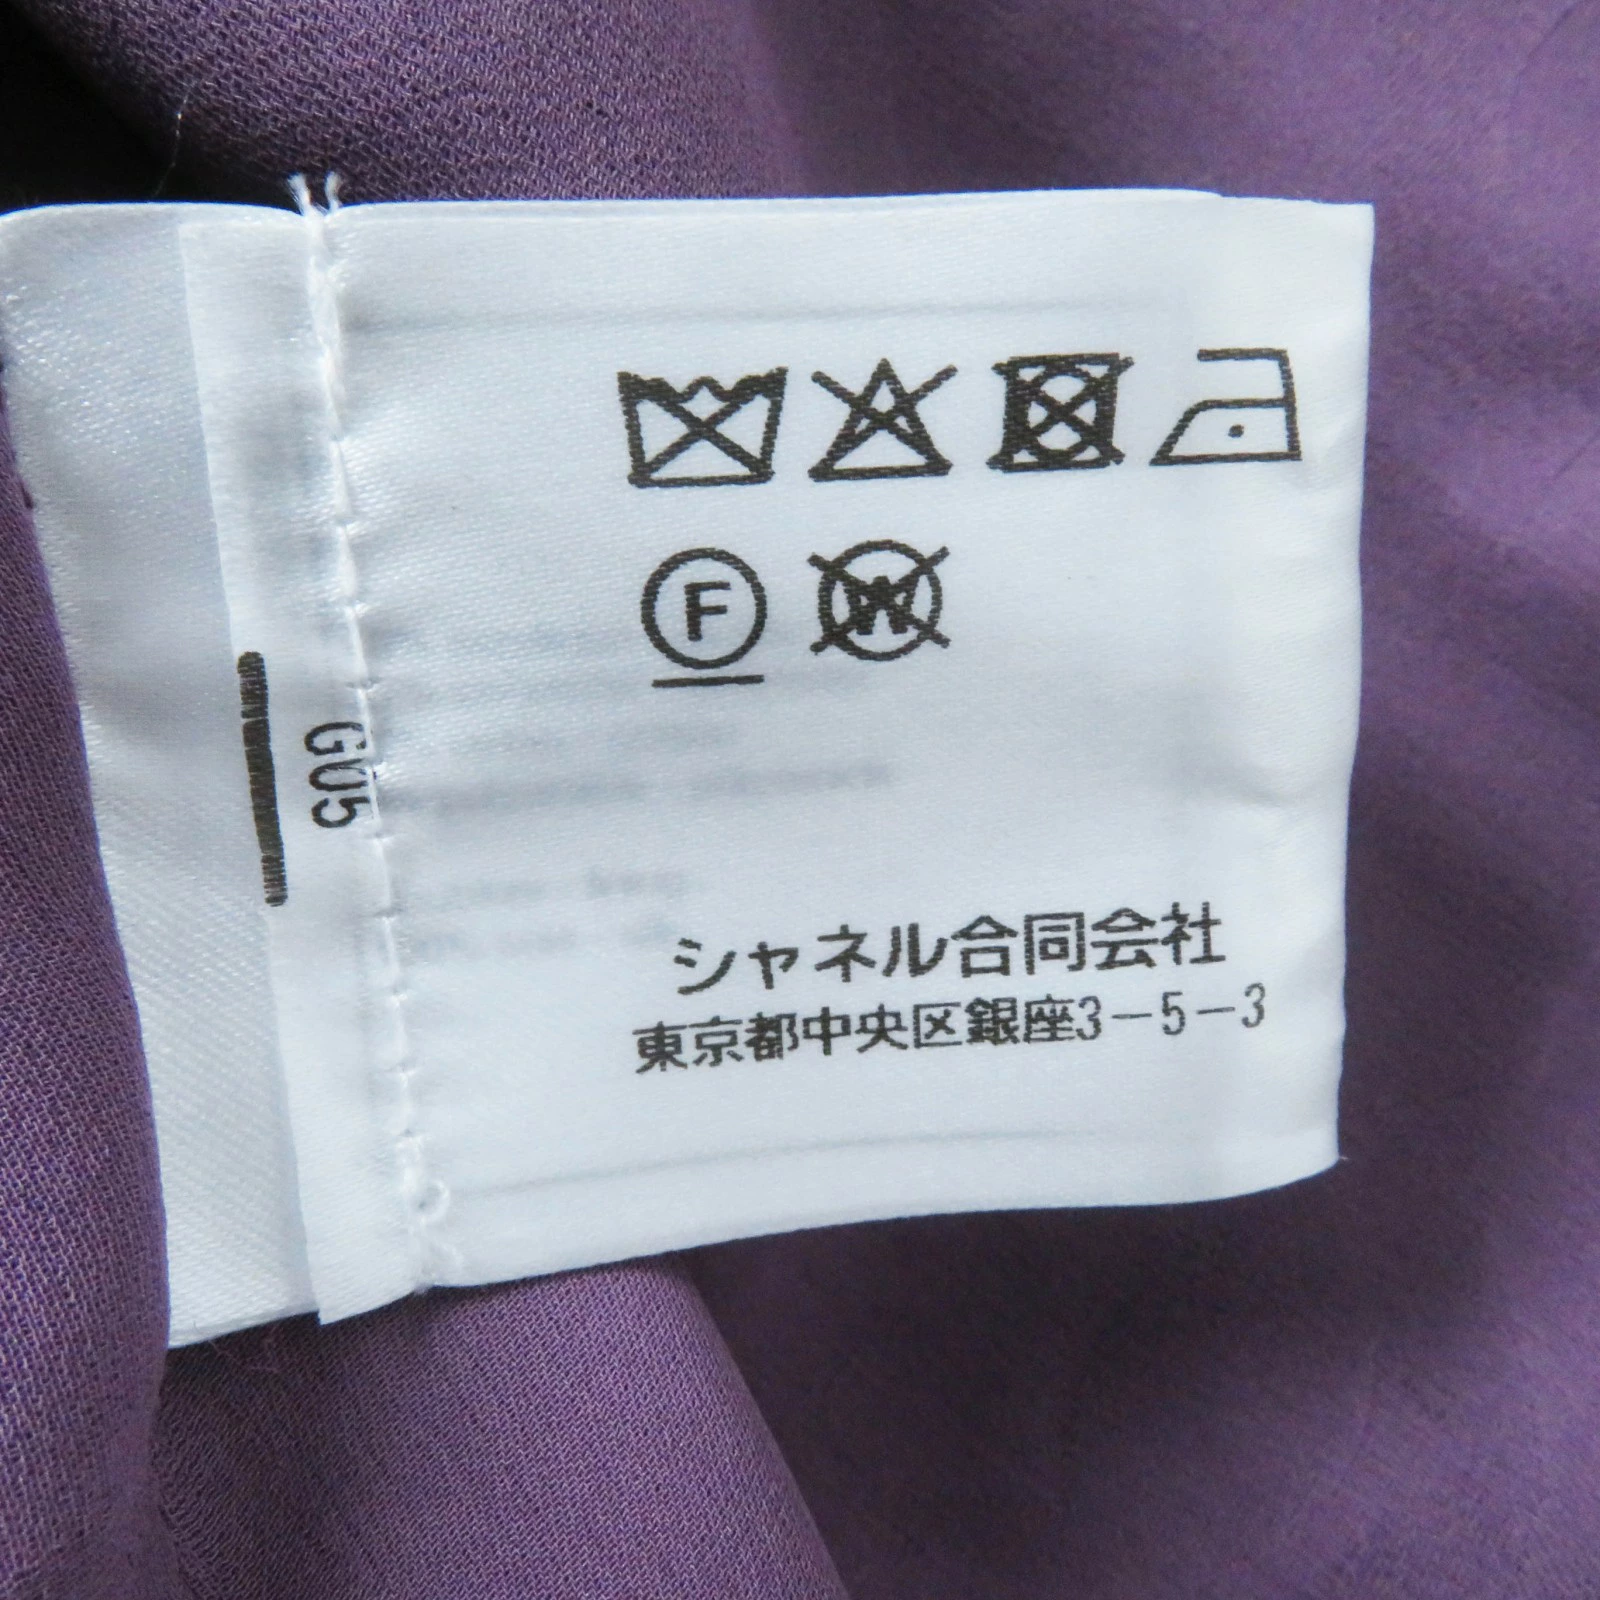 F
W
G05
シャネル合同会社
東京都中央区銀座3-5-3